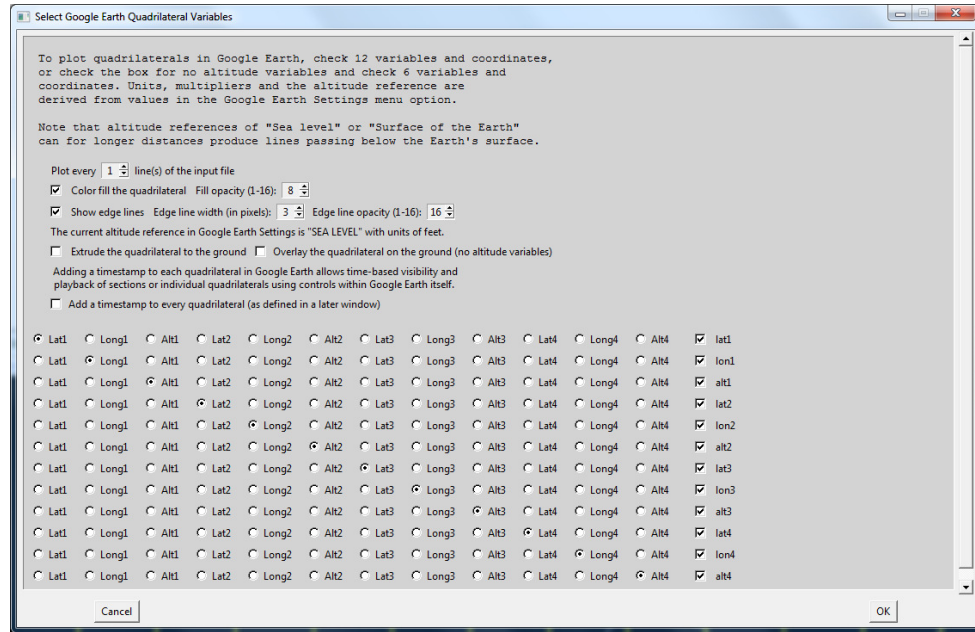 Select Google Earth Quadrilateral Variables
To plot quadrilaterals in Google Earth, check 12 variables and coordinates,
or check the box for no altitude variables and check 6 variables and
coordinates. Units, multipliers and the altitude reference are
derived from values in the Google Earth Settings menu option.
Note that altitude references of "Sea level" or "Surface of the Earth"
can for longer distances produce lines passing below the Earth's surface.
Plot every 1 line(s) of the input file
Color fill the quadrilateral Fill opacity (1-16): 8
Show edge lines Edge line width (in pixels): 3 Edge line opacity (1-16): 16
The current altitude reference in Google Earth Settings is "SEA LEVEL" with units of feet.
Extrude the quadrilateral to the ground Overlay the quadrilateral on the ground (no altitude variables)
Adding a timestamp to each quadrilateral in Google Earth allows time-based visibility and
playback of sections or individual quadrilaterals using controls within Google Earth itself.
Add a timestamp to every quadrilateral (as defined in a later window)
Lat1 Long1 Alt1 Lat2 Long2 Alt2 Lat3 Long3 Alt3 Lat4 Long4 Alt4 lat1
Lat1 Long1 Alt1 Lat2 Long2 Alt2 Lat3 Long3 Alt3 Lat4 Long4 Alt4 lon1
Lat1 Long1 Alt1 Lat2 Long2 Alt2 Lat3 Long3 Alt3 Lat4 Long4 Alt4 alt1
Lat1 Long1 Alt1 Lat2 Long2 Alt2 Lat3 Long3 Alt3 Lat4 Long4 Alt4 lat2
Lat1 Long1 Alt1 Lat2 Long2 Alt2 Lat3 Long3 Alt3 Lat4 Long4 Alt4 lon2
Lat1 Long1 Alt1 Lat2 Long2 Alt2 Lat3 Long3 Alt3 Lat4 Long4 Alt4 alt2
Lat1 Long1 Alt1 Lat2 Long2 Alt2 Lat3 Long3 Alt3 Lat4 Long4 Alt4 lat3
Lat1 Long1 Alt1 Lat2 Long2 Alt2 Lat3 Long3 Alt3 Lat4 Long4 Alt4 lon3
Lat1 Long1 Alt1 Lat2 Long2 Alt2 Lat3 Long3 Alt3 Lat4 Long4 Alt4 alt3
Lat1 Long1 Alt1 Lat2 Long2 Alt2 Lat3 Long3 Alt3 Lat4 Long4 Alt4 lat4
Lat1 Long1 Alt1 Lat2 Long2 Alt2 Lat3 Long3 Alt3 Lat4 Long4 Alt4 lon4
Lat1 Long1 Alt1 Lat2 Long2 Alt2 Lat3 Long3 Alt3 Lat4 Long4 Alt4 alt4
Cancel OK